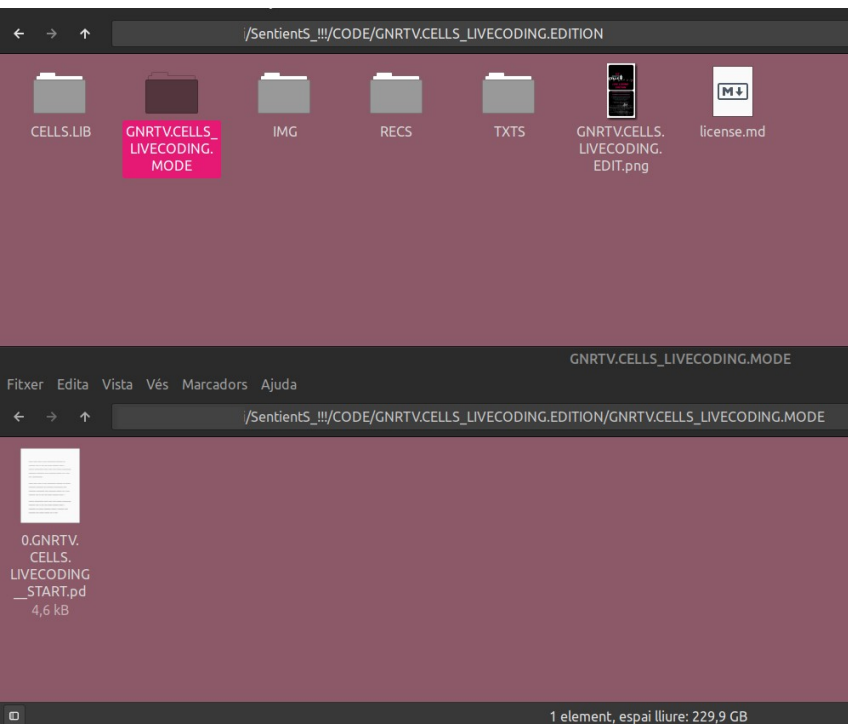 /SentientS_!!!/CODE/GNRTV.CELLS_LIVECODING.EDITION
CELLS.LIB
GNRTV.CELLS_
LIVECODING.
MODE
IMG
RECS
TXTS
GNRTV.CELLS.
LIVECODING.
EDIT.png
M
license.md
GNRTV.CELLS_LIVECODING.MODE
Fitxer Edita Vista Vés Marcadors Ajuda
/SentientS_!!!/CODE/GNRTV.CELLS_LIVECODING.EDITION/GNRTV.CELLS_LIVECODING.MODE
0.GNRTV.
CELLS.
LIVECODING
__START.pd
4,6 kB
1 element, espai lliure: 229,9 GB